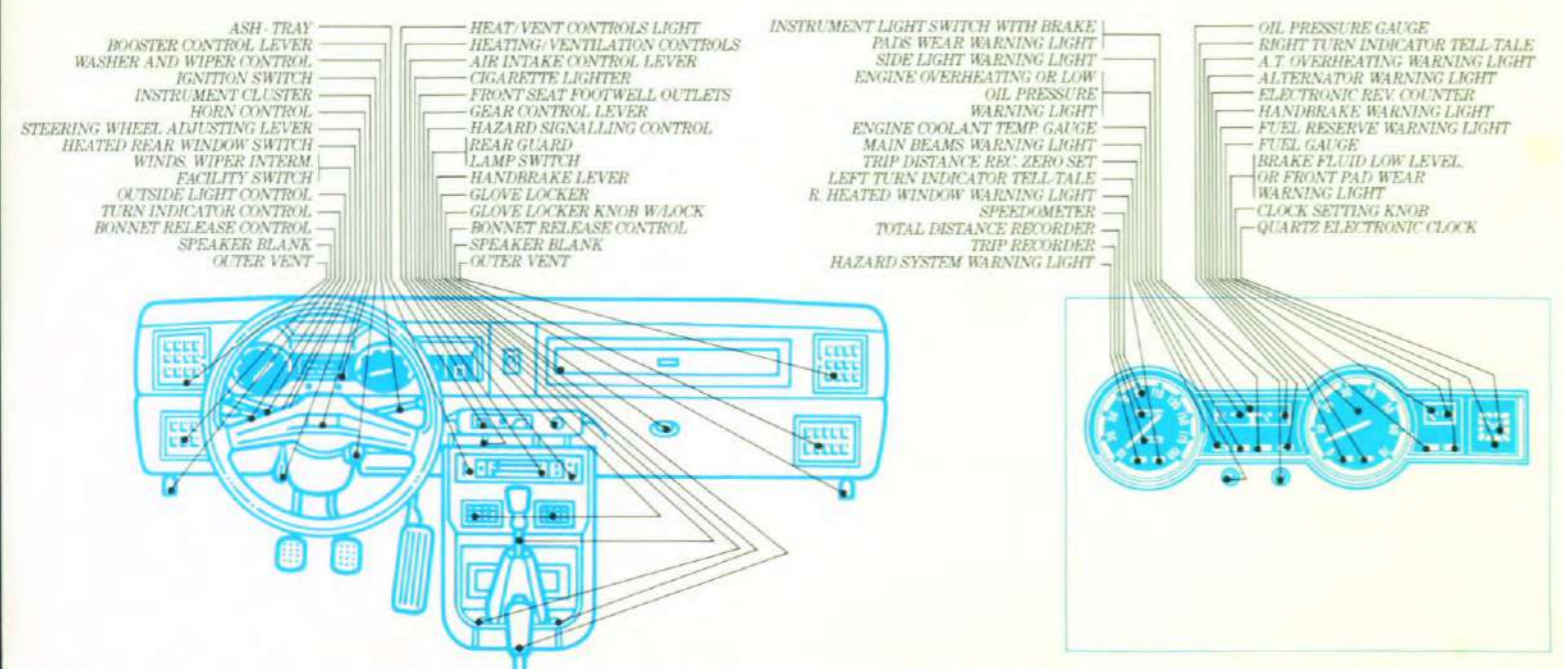 ASH - TRAY
BOOSTER CONTROL LEVER
WASHER AND WIPER CONTROL
IGNITION SWITCH
INSTRUMENT CLUSTER
HORN CONTROL
STEERING WHEEL ADJUSTING LEVER
HEATED REAR WINDOW SWITCH
WINDS. WIPER INTERM.
FACILITY SWITCH
OUTSIDE LIGHT CONTROL
TURN INDICATOR CONTROL
BONNET RELEASE CONTROL
SPEAKER BLANK
OUTER VENT
HEAT/VENT CONTROLS LIGHT
HEATING/VENTILATION CONTROLS
AIR INTAKE CONTROL LEVER
CIGARETTE LIGHTER
FRONT SEAT FOOTWELL OUTLETS
GEAR CONTROL LEVER
HAZARD SIGNALLING CONTROL
REAR GUARD
LAMP SWITCH
HANDBRAKE LEVER
GLOVE LOCKER
GLOVE LOCKER KNOB W/LOCK
BONNET RELEASE CONTROL
SPEAKER BLANK
OUTER VENT
INSTRUMENT LIGHT SWITCH WITH BRAKE
PADS WEAR WARNING LIGHT
SIDE LIGHT WARNING LIGHT
ENGINE OVERHEATING OR LOW
OIL PRESSURE
WARNING LIGHT
ENGINE COOLANT TEMP. GAUGE
MAIN BEAMS WARNING LIGHT
TRIP DISTANCE REC. ZERO SET
LEFT TURN INDICATOR TELL-TALE
R. HEATED WINDOW WARNING LIGHT
SPEEDOMETER
TOTAL DISTANCE RECORDER
TRIP RECORDER
HAZARD SYSTEM WARNING LIGHT
OIL PRESSURE GAUGE
RIGHT TURN INDICATOR TELL-TALE
A.T. OVERHEATING WARNING LIGHT
ALTERNATOR WARNING LIGHT
ELECTRONIC REV. COUNTER
HANDBRAKE WARNING LIGHT
FUEL RESERVE WARNING LIGHT
FUEL GAUGE
BRAKE FLUID LOW LEVEL,
OR FRONT PAD WEAR
WARNING LIGHT
CLOCK SETTING KNOB
QUARTZ ELECTRONIC CLOCK